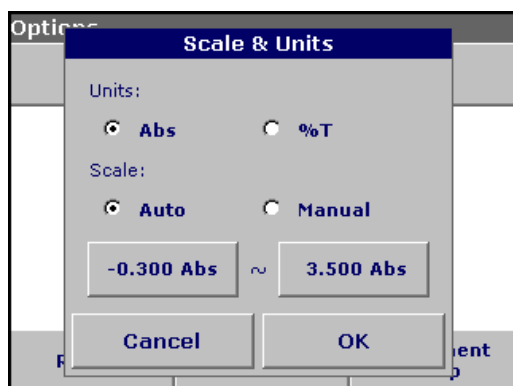 Options
Scale & Units
Units:
Abs %T
Scale:
Auto Manual
-0.300 Abs ~ 3.500 Abs
Cancel OK